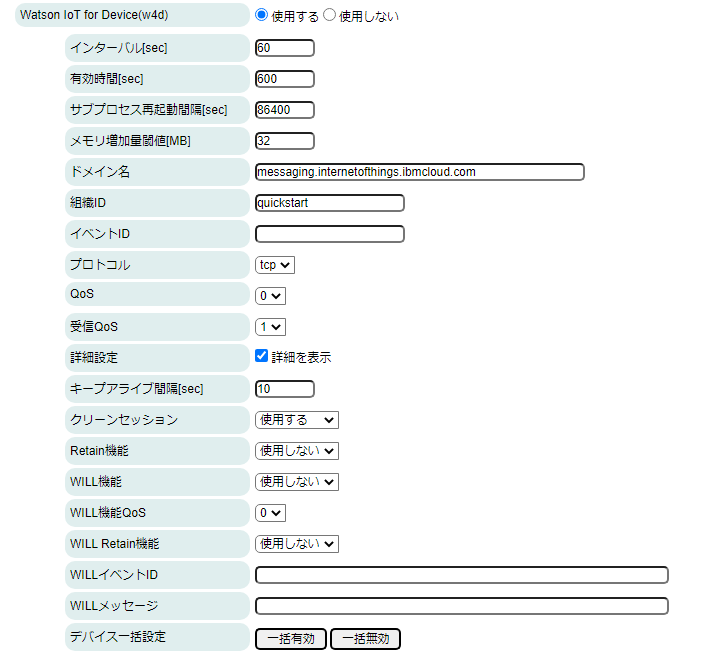 Watson IoT for Device(w4d) 使用する 使用しない
インターバル[sec] 60
有効時間[sec] 600
サブプロセス再起動間隔[sec] 86400
メモリ増加量閾値[MB] 32
ドメイン名 messaging.internetofthings.ibmcloud.com
組織ID quickstart
イベントID
プロトコル tcp
QoS 0
受信QoS 1
詳細設定 詳細を表示
キープアライブ間隔[sec] 10
クリーンセッション 使用する
Retain機能 使用しない
WILL機能 使用しない
WILL機能QoS 0
WILL Retain機能 使用しない
WILLイベントID
WILLメッセージ
デバイス一括設定 一括有効 一括無効